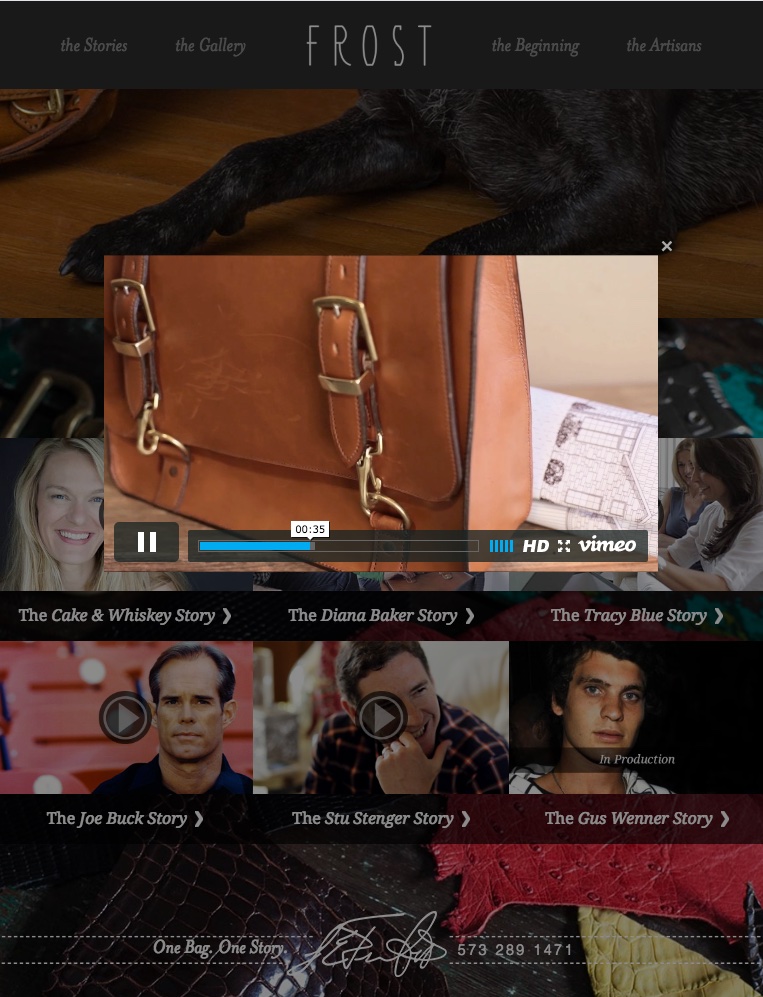 the Stories the Gallery FROST the Beginning the Artisans
×
00:35
HD vimeo
The Cake & Whiskey Story ❯ The Diana Baker Story ❯ The Tracy Blue Story ❯
In Production
The Joe Buck Story ❯ The Stu Stenger Story ❯ The Gus Wenner Story ❯
One Bag. One Story. 573 289 1471